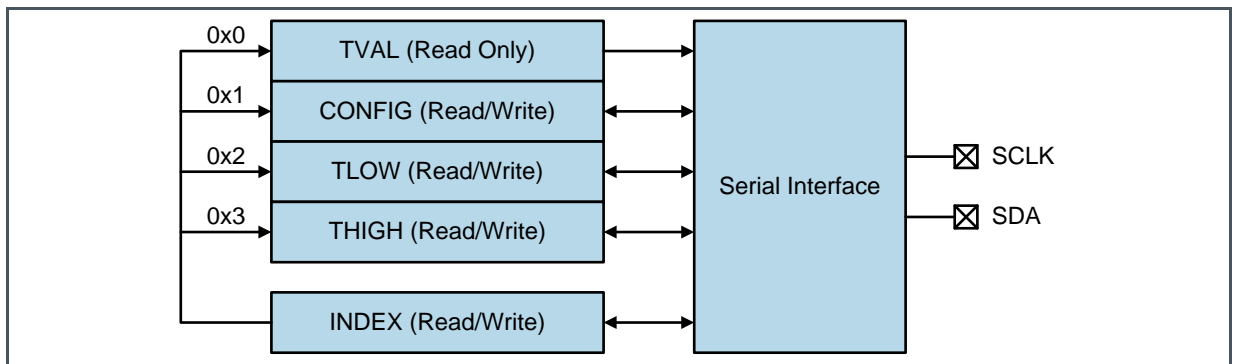 0x0
TVAL (Read Only)
0x1
CONFIG (Read/Write)
0x2
TLOW (Read/Write)
0x3
THIGH (Read/Write)
INDEX (Read/Write)
Serial Interface
SCLK
SDA